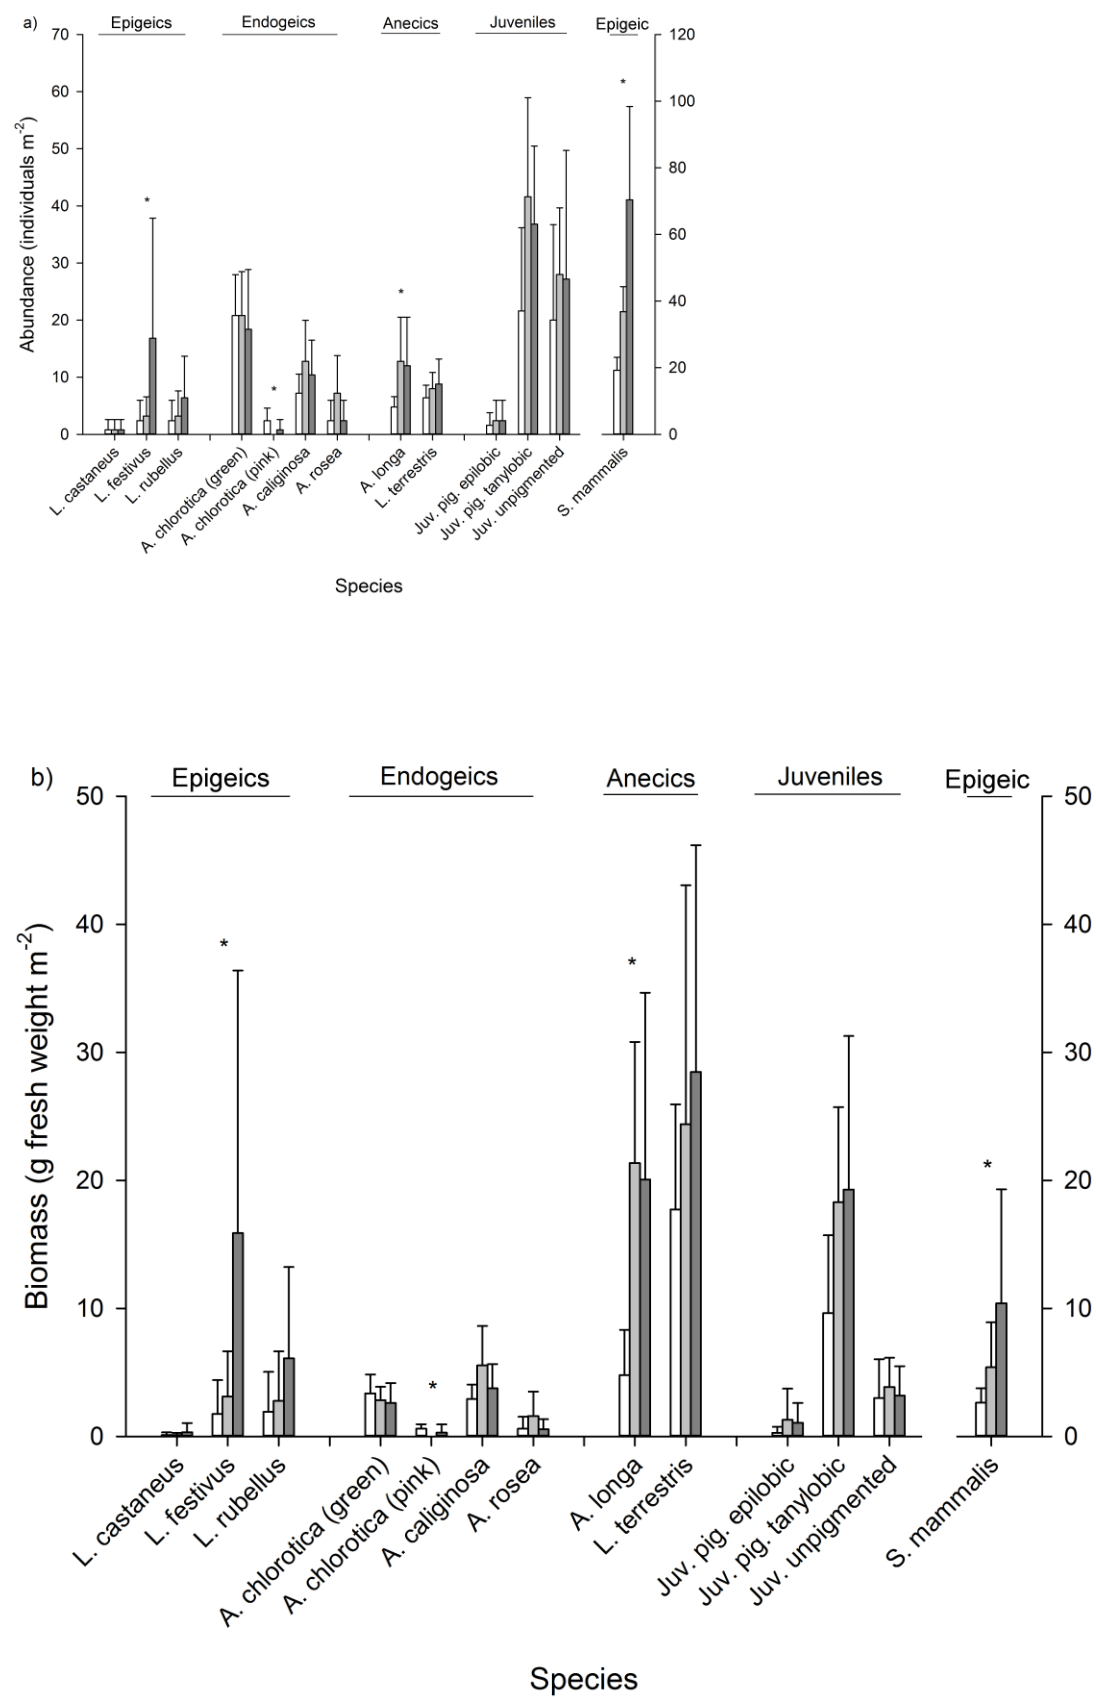 a)
Epigeics Endogeics Anecics Juveniles Epigeic
70 120
60 100
50 80
40 60
30 40
20 20
10 0
0
Abundance (individuals m-2)
* * * *
L. castaneus
L. festivus
L. rubellus
A. chlorotica (green)
A. chlorotica (pink)
A. caliginosa
A. rosea
A. longa
L. terrestris
Juv. pig. epilobic
Juv. pig. tanylobic
Juv. unpigmented
S. mammalis
Species
b)
Epigeics Endogeics Anecics Juveniles Epigeic
50 50
40 40
30 30
20 20
10 10
0 0
Biomass (g fresh weight m-2)
* * * *
L. castaneus
L. festivus
L. rubellus
A. chlorotica (green)
A. chlorotica (pink)
A. caliginosa
A. rosea
A. longa
L. terrestris
Juv. pig. epilobic
Juv. pig. tanylobic
Juv. unpigmented
S. mammalis
Species